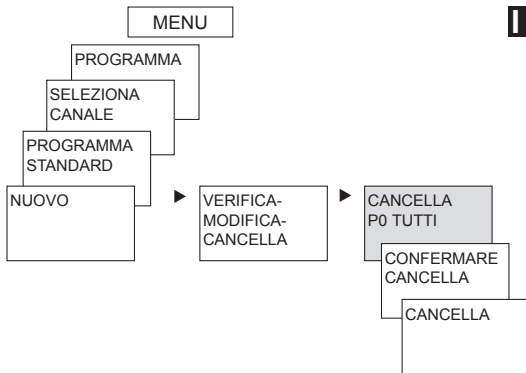 MENU
I
PROGRAMMA
SELEZIONA
CANALE
PROGRAMMA
STANDARD
NUOVO
VERIFICA-
MODIFICA-
CANCELLA
CANCELLA
P0 TUTTI
CONFERMARE
CANCELLA
CANCELLA